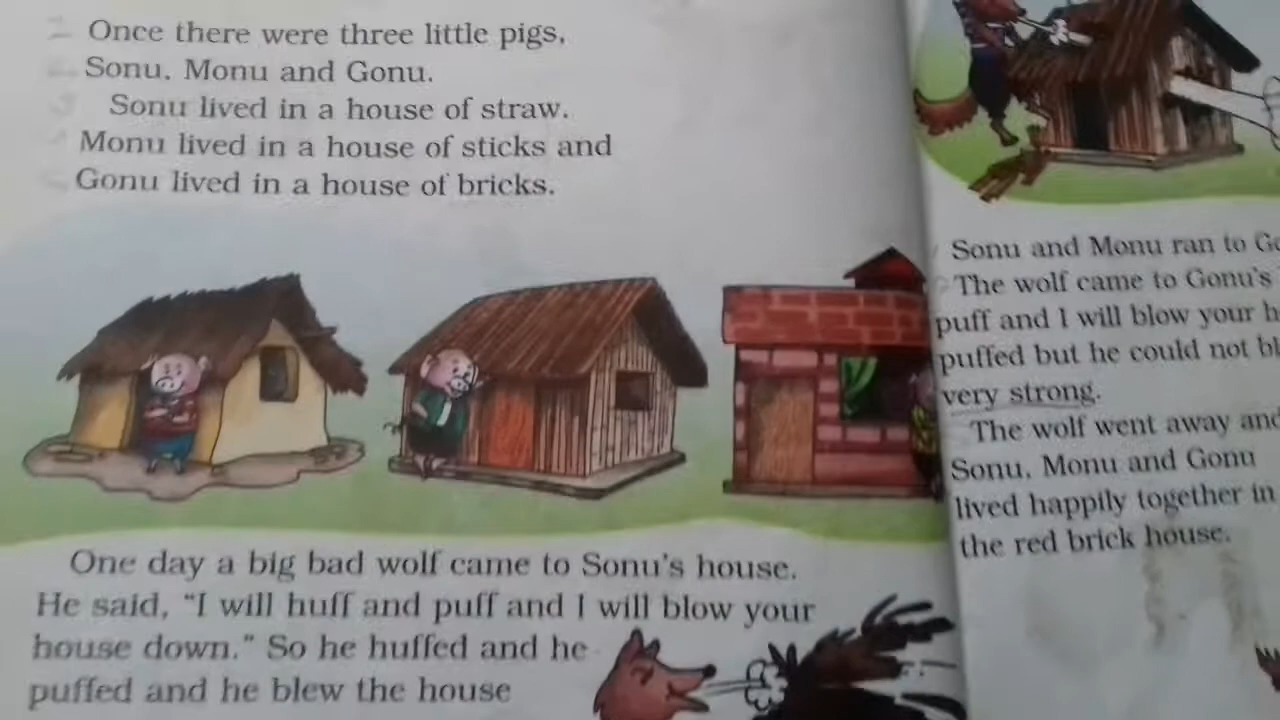 Once there were three little pigs,
Sonu, Monu and Gonu.
Sonu lived in a house of straw.
Monu lived in a house of sticks and
Gonu lived in a house of bricks.
One day a big bad wolf came to Sonu's house.
He said, "I will huff and puff and I will blow your
house down." So he huffed and he
puffed and he blew the house
Sonu and Monu ran to
The wolf came to Gonu's
puff and I will blow your
puffed but he could not
very strong.
The wolf went away and
Sonu, Monu and Gonu
lived happily together in
the red brick house.